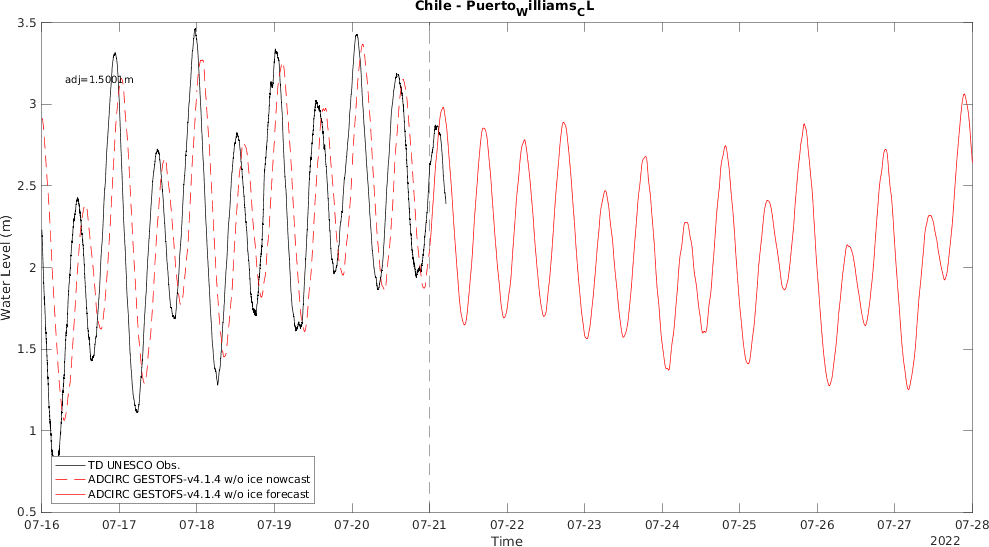 Chile - PuertoWilliamsCL
3.5
adj=1.5001m
3
2.5
2
1.5
1
0.5
Water Level (m)
TD UNESCO Obs.
ADCIRC GESTOFS-v4.1.4 w/o ice nowcast
ADCIRC GESTOFS-v4.1.4 w/o ice forecast
07-16 07-17 07-18 07-19 07-20 07-21 07-22 07-23 07-24 07-25 07-26 07-27 07-28
Time
2022